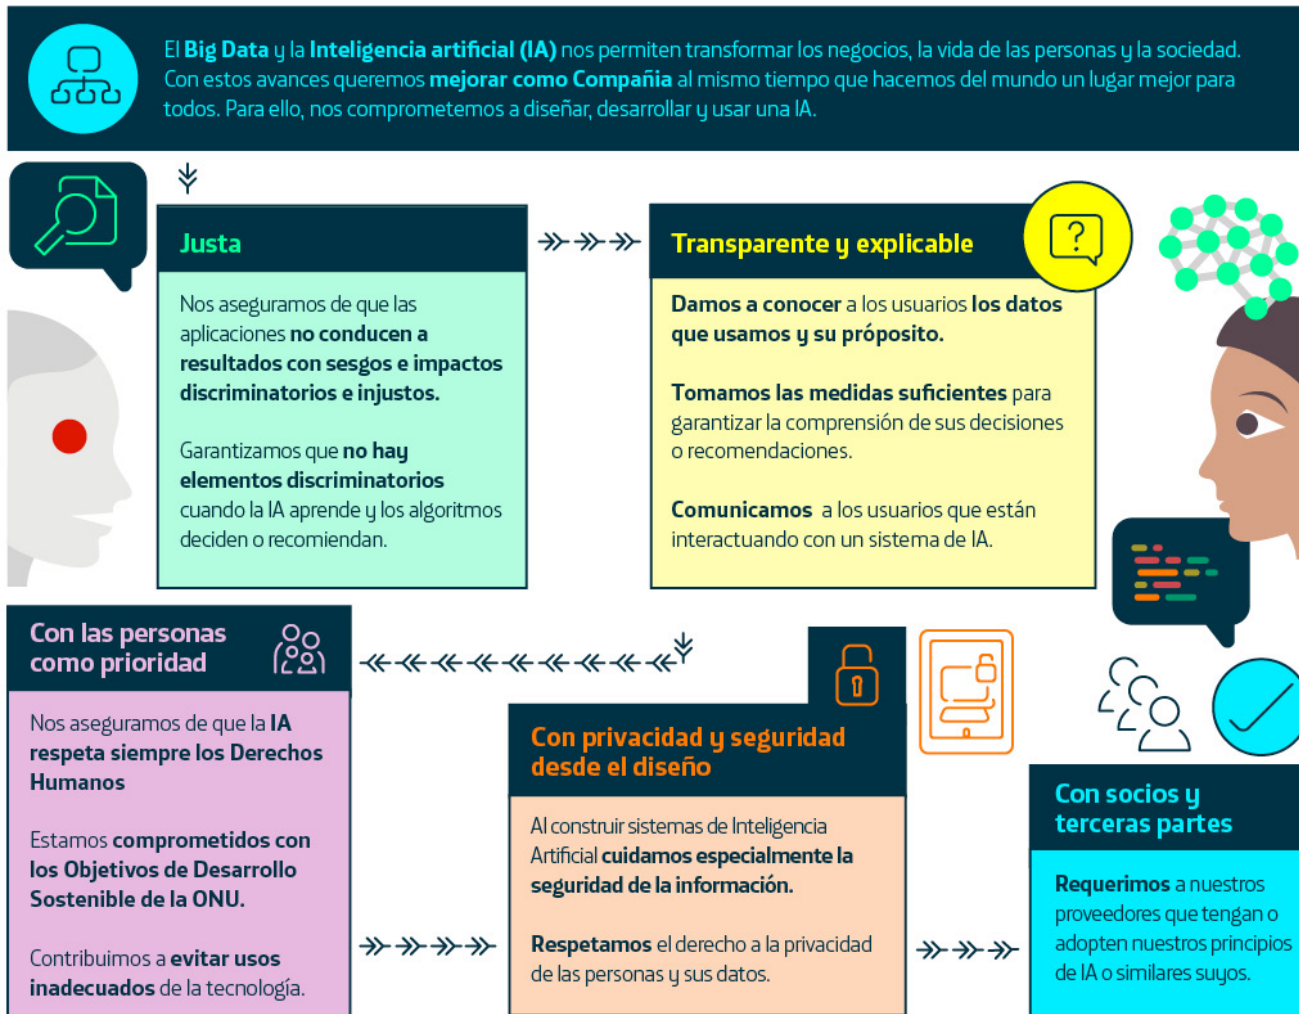 El Big Data y la Inteligencia artificial (IA) nos permiten transformar los negocios, la vida de las personas y la sociedad.
Con estos avances queremos mejorar como Compañia al mismo tiempo que hacemos del mundo un lugar mejor para
todos. Para ello, nos comprometemos a diseñar, desarrollar y usar una IA.
Justa
Nos aseguramos de que las
aplicaciones no conducen a
resultados con sesgos e impactos
discriminatorios e injustos.
Garantizamos que no hay
elementos discriminatorios
cuando la IA aprende y los algoritmos
deciden o recomiendan.
Transparente y explicable
?
Damos a conocer a los usuarios los datos
que usamos y su próposito.
Tomamos las medidas suficientes para
garantizar la comprensión de sus decisiones
o recomendaciones.
Comunicamos a los usuarios que están
interactuando con un sistema de IA.
Con las personas
como prioridad
Nos aseguramos de que la IA
respeta siempre los Derechos
Humanos
Estamos comprometidos con
los Objetivos de Desarrollo
Sostenible de la ONU.
Contribuimos a evitar usos
inadecuados de la tecnología.
Con privacidad y seguridad
desde el diseño
Al construir sistemas de Inteligencia
Artificial cuidamos especialmente la
seguridad de la información.
Respetamos el derecho a la privacidad
de las personas y sus datos.
Con socios y
terceras partes
Requerimos a nuestros
proveedores que tengan o
adopten nuestros principios
de IA o similares suyos.